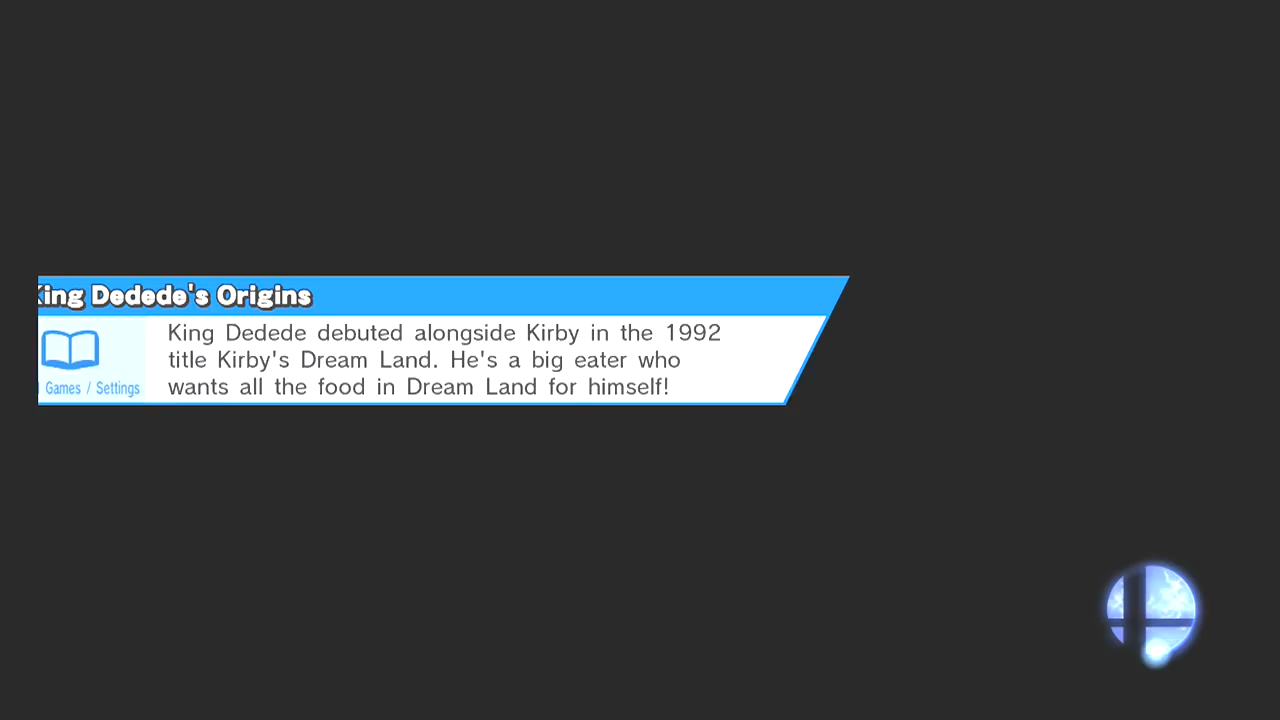 King Dedede's Origins
King Dedede debuted alongside Kirby in the 1992
title Kirby's Dream Land. He's a big eater who
wants all the food in Dream Land for himself!
Games / Settings